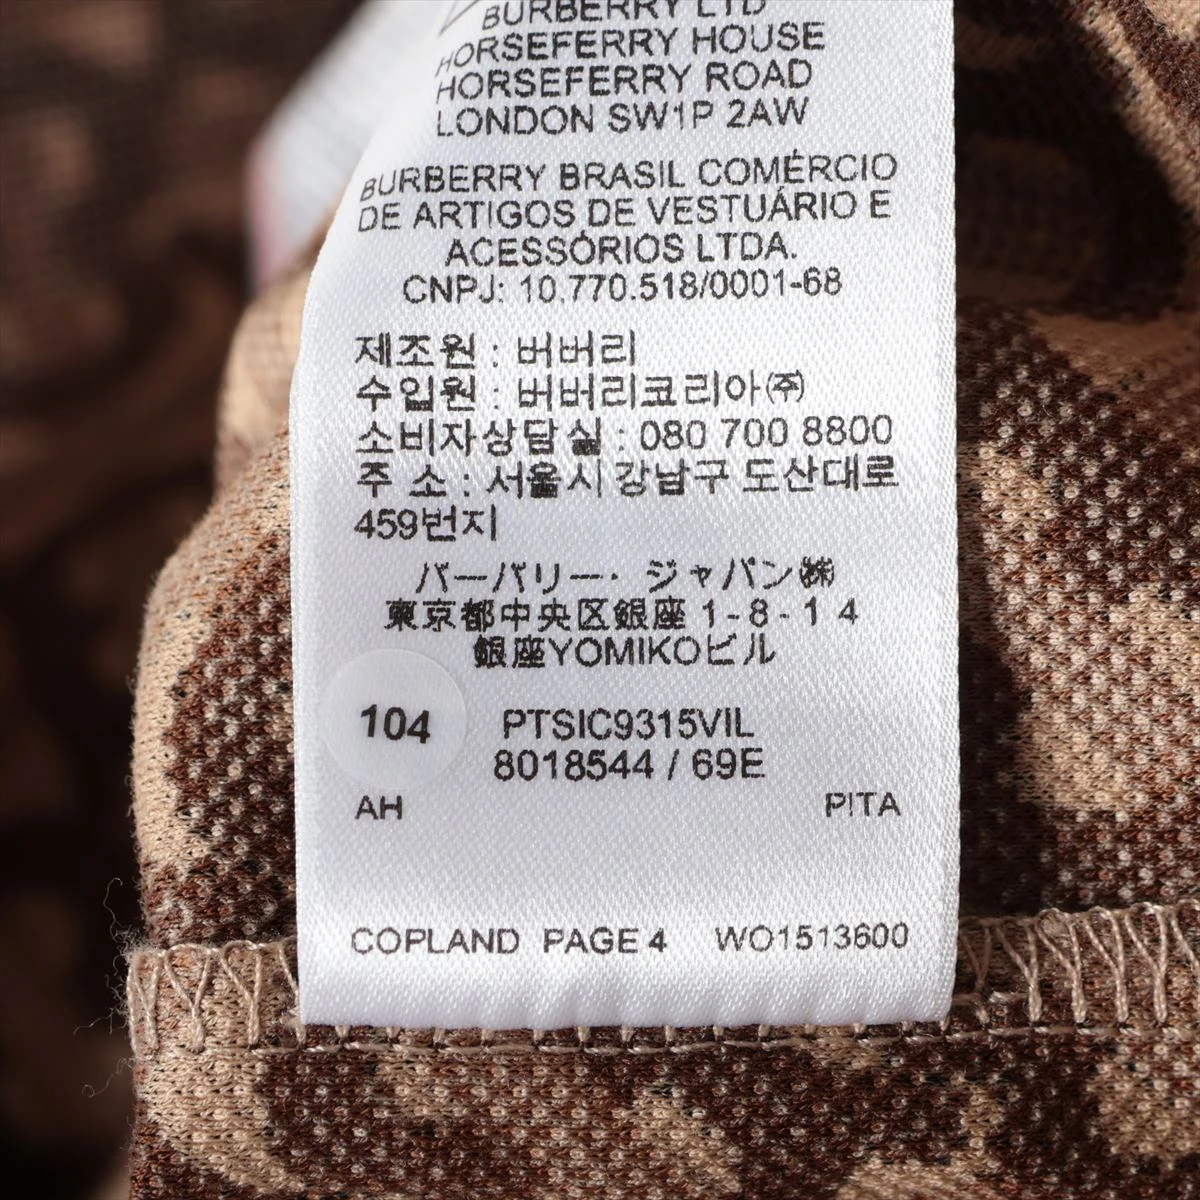 BURBERRY LTD
HORSEFERRY HOUSE
HORSEFERRY ROAD
LONDON SW1P 2AW
BURBERRY BRASIL COMÉRCIO
DE ARTIGOS DE VESTUÁRIO E
ACESSÓRIOS LTDA.
CNPJ: 10.770.518/0001-68
제조원 : 버버리
수입원 : 버버리코리아㈜
소비자상담실 : 080 700 8800
주 소 : 서울시 강남구 도산대로
459번지
バーバリー・ジャパン㈱
東京都中央区銀座 1-8-14
銀座YOMIKOビル
104 PTSIC9315VIL
8018544 / 69E
AH PITA
COPLAND PAGE 4 WO1513600